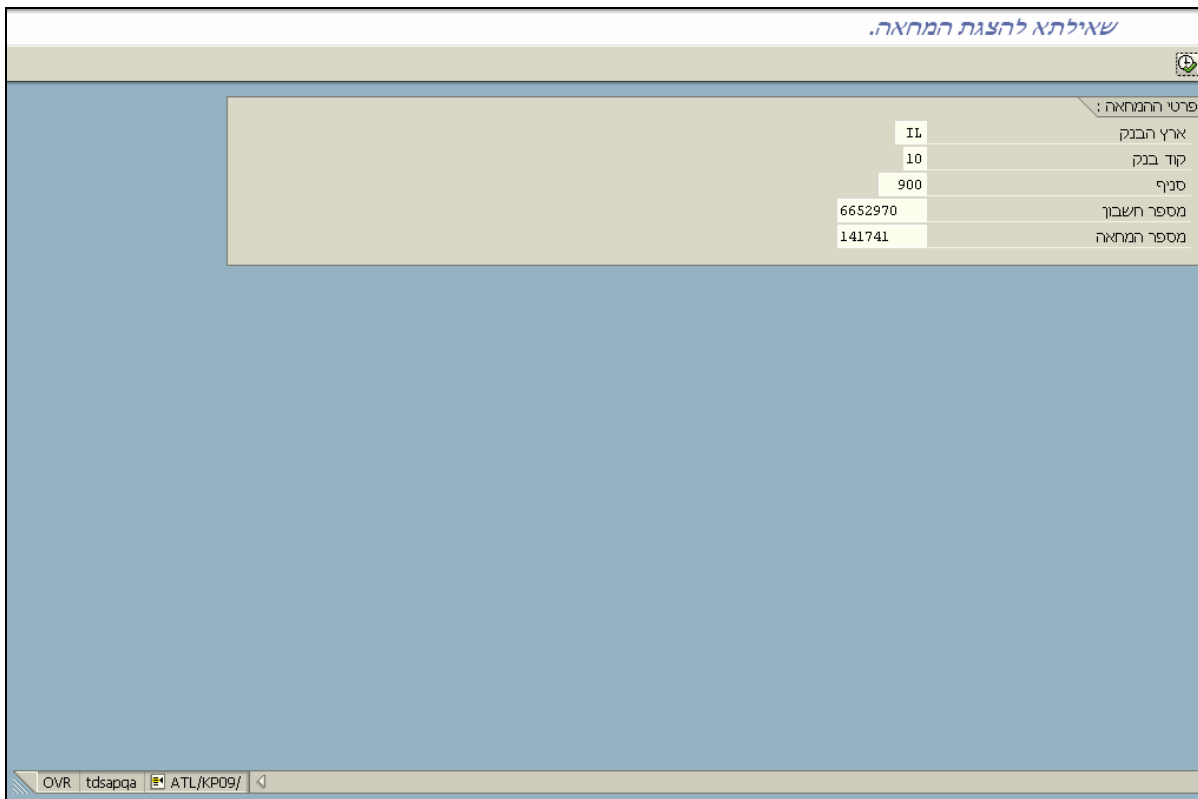 שאילתא להצגת המחאה.
פרטי ההמחאה :
ארץ הבנק IL
קוד בנק 10
סניף 900
מספר חשבון 6652970
מספר המחאה 141741
OVR tdsapqa ATL/KP09/